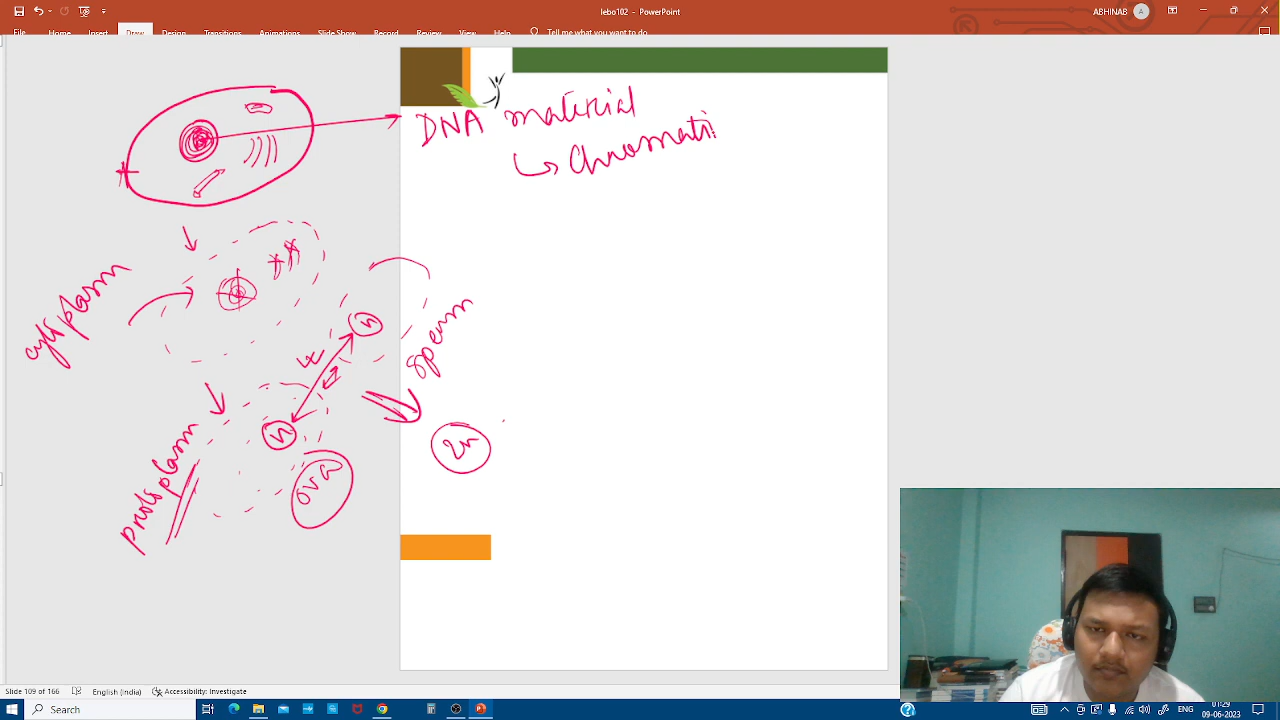 lebo102 - PowerPoint
ABHINAB
A
File Home Insert Draw Design Transitions Animations Slide Show Record Review View Help Tell me what you want to do
DNA material
Chromati
cytoplasm
sperm
n
n
2n
protoplasm
ova
Slide 109 of 166
English (India)
Accessibility: Investigate
Search
ENG
01:29
09-06-2023